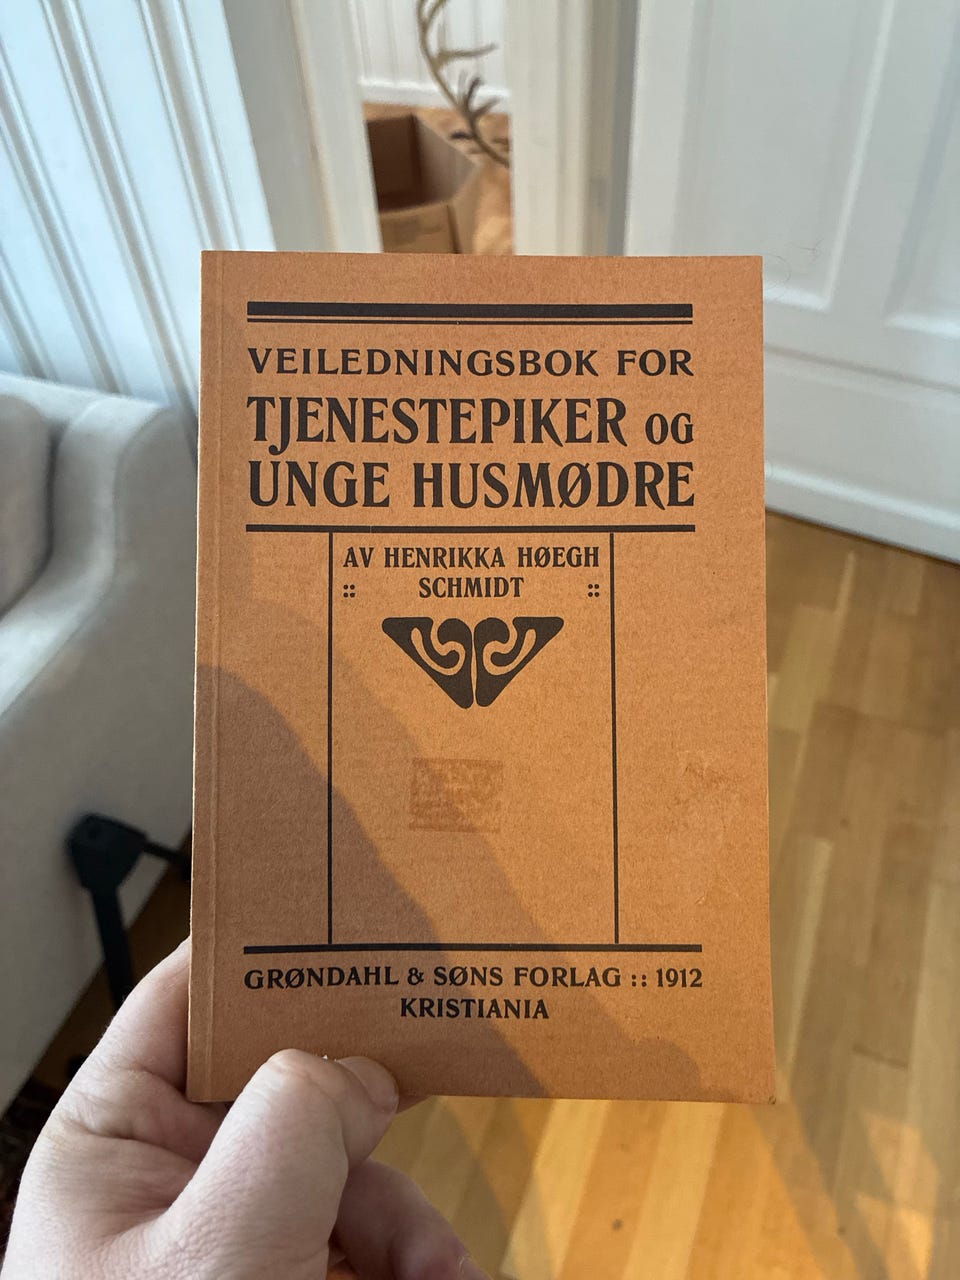 VEILEDNINGSBOK FOR
TJENESTEPIKER OG
UNGE HUSMØDRE
AV HENRIKKA HØEGH
:: SCHMIDT ::
GRØNDAHL & SØNS FORLAG :: 1912
KRISTIANIA